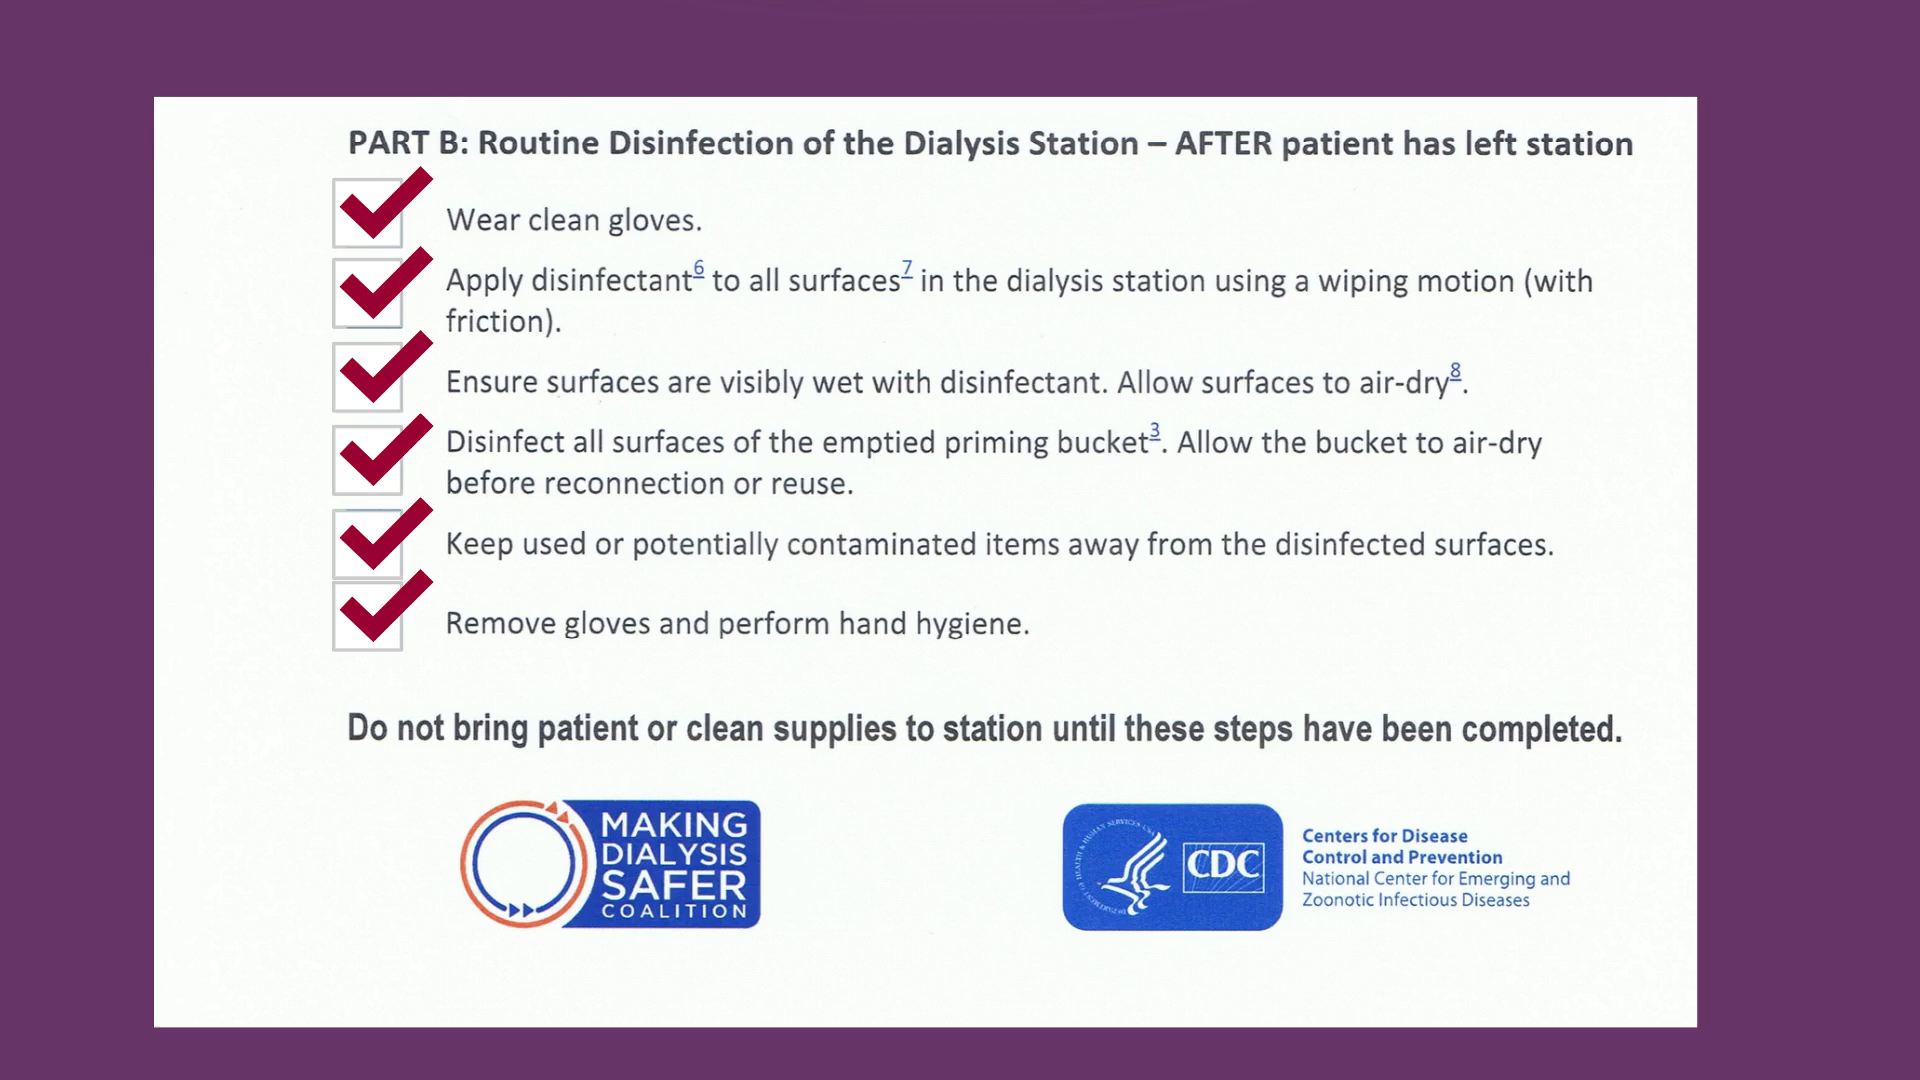 PART B: Routine Disinfection of the Dialysis Station – AFTER patient has left station
Wear clean gloves.
Apply disinfectant6 to all surfaces7 in the dialysis station using a wiping motion (with
friction).
Ensure surfaces are visibly wet with disinfectant. Allow surfaces to air-dry8.
Disinfect all surfaces of the emptied priming bucket3. Allow the bucket to air-dry
before reconnection or reuse.
Keep used or potentially contaminated items away from the disinfected surfaces.
Remove gloves and perform hand hygiene.
Do not bring patient or clean supplies to station until these steps have been completed.
MAKING
DIALYSIS
SAFER
COALITION
CDC
Centers for Disease
Control and Prevention
National Center for Emerging and
Zoonotic Infectious Diseases